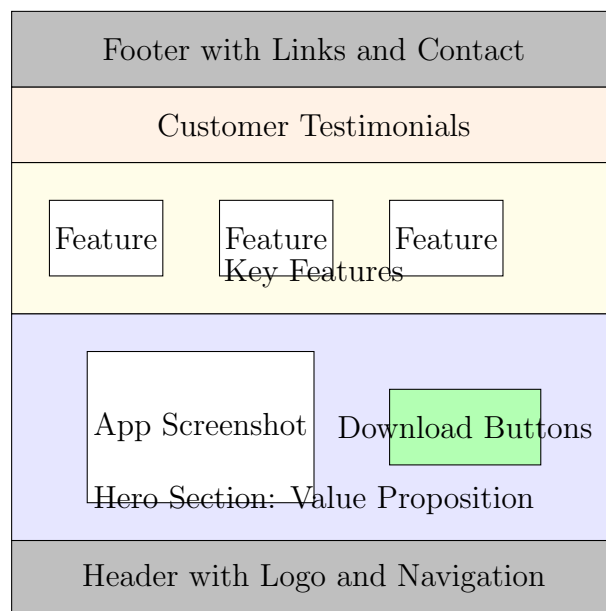 Footer with Links and Contact
Customer Testimonials
Feature
Feature
Feature
Key Features
App Screenshot
Download Buttons
Hero Section: Value Proposition
Header with Logo and Navigation